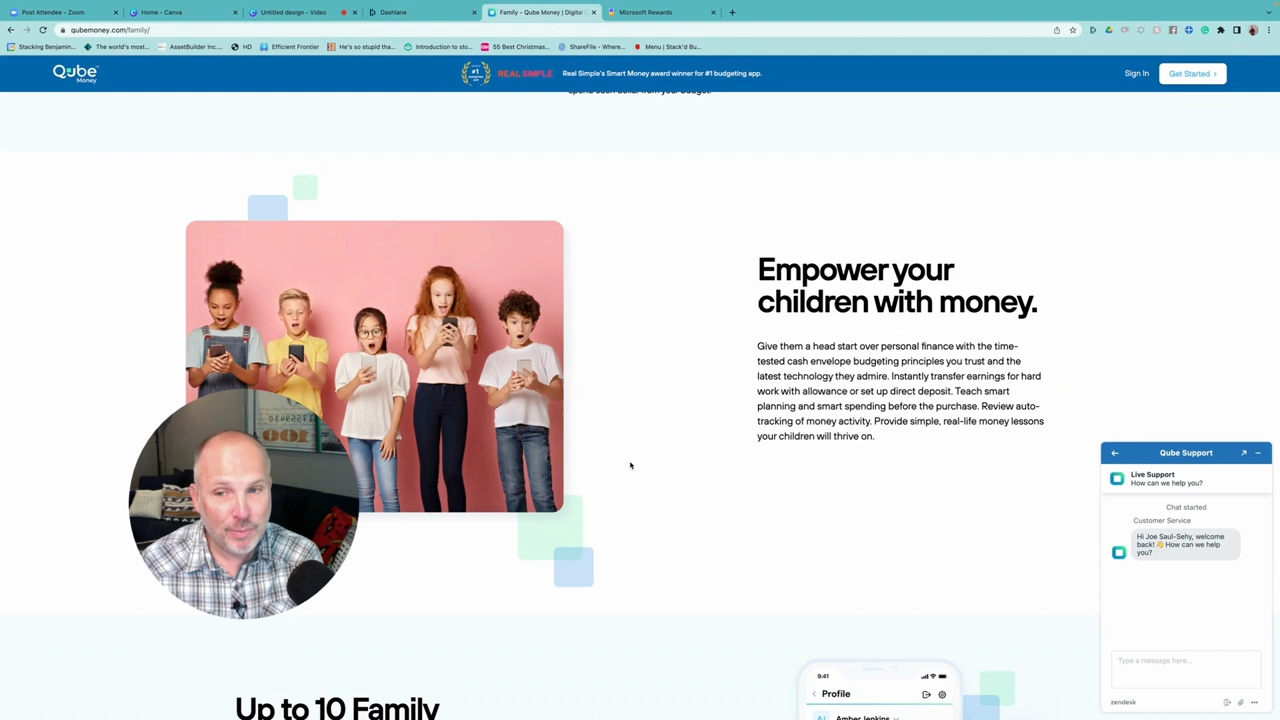 Post Attendee – Zoom
Home – Canva
Untitled design – Video
Dashlane
Family - Qube Money | Digital
Microsoft Rewards
qubemoney.com/family/
Stacking Benjamin...
The world's most...
AssetBuilder Inc....
HD
Efficient Frontier
He's so stupid tha...
Introduction to sto...
55 Best Christmas...
ShareFile - Where...
Menu | Stack'd Bu...
Qube
Money
#1
REAL SIMPLE
Real Simple's Smart Money award winner for #1 budgeting app.
Sign In
Get Started ›
Empower your
children with money.
Give them a head start over personal finance with the time-
tested cash envelope budgeting principles you trust and the
latest technology they admire. Instantly transfer earnings for hard
work with allowance or set up direct deposit. Teach smart
planning and smart spending before the purchase. Review auto-
tracking of money activity. Provide simple, real-life money lessons
your children will thrive on.
Qube Support
Live Support
How can we help you?
Chat started
Customer Service
Hi Joe Saul-Sehy, welcome
back! 👋 How can we help
you?
Type a message here...
zendesk
Up to 10 Family
9:41
Profile
Amber Jenkins